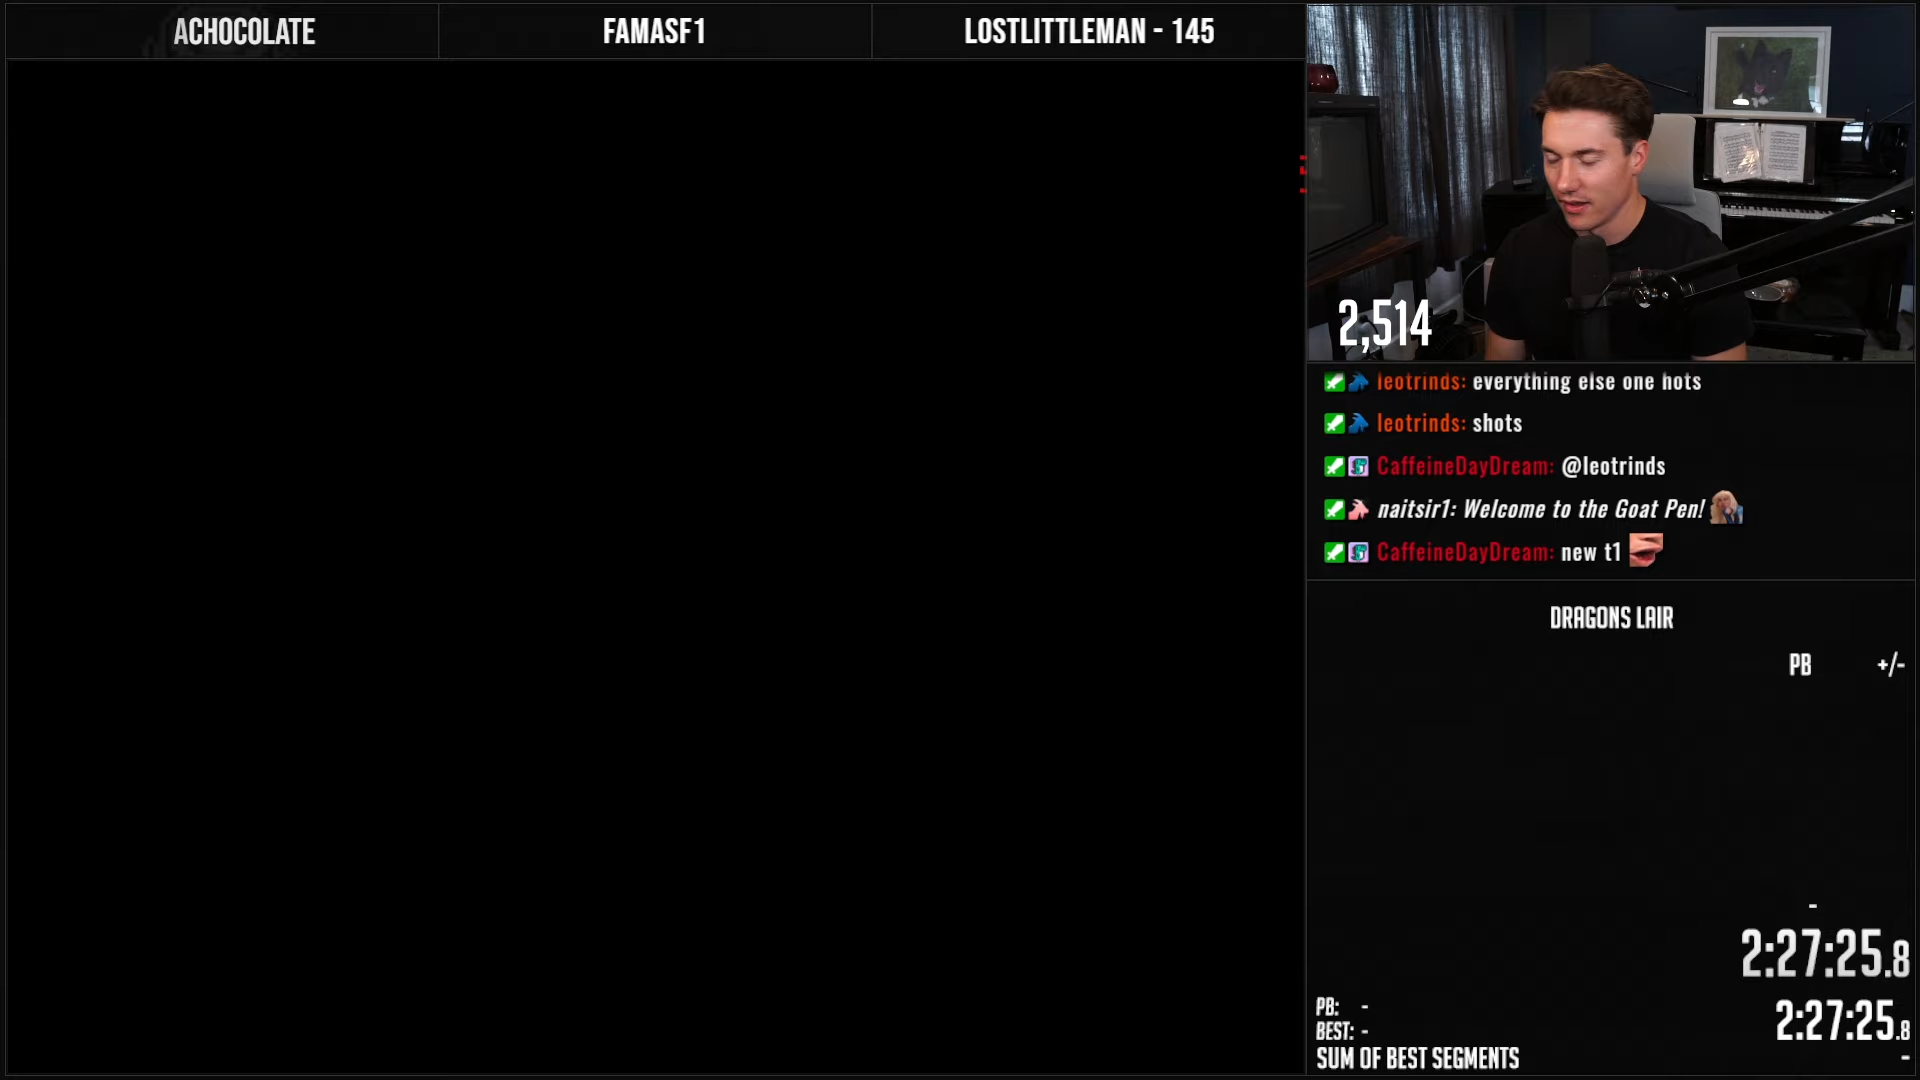 ACHOCOLATE
FAMASF1
LOSTLITTLEMAN - 145
2,514
leotrinds: everything else one hots
leotrinds: shots
CaffeineDayDream: @leotrinds
naitsir1: Welcome to the Goat Pen!
CaffeineDayDream: new t1
DRAGONS LAIR
PB +/-
-
2:27:25.8
PB: -
2:27:25.8
BEST: -
SUM OF BEST SEGMENTS -